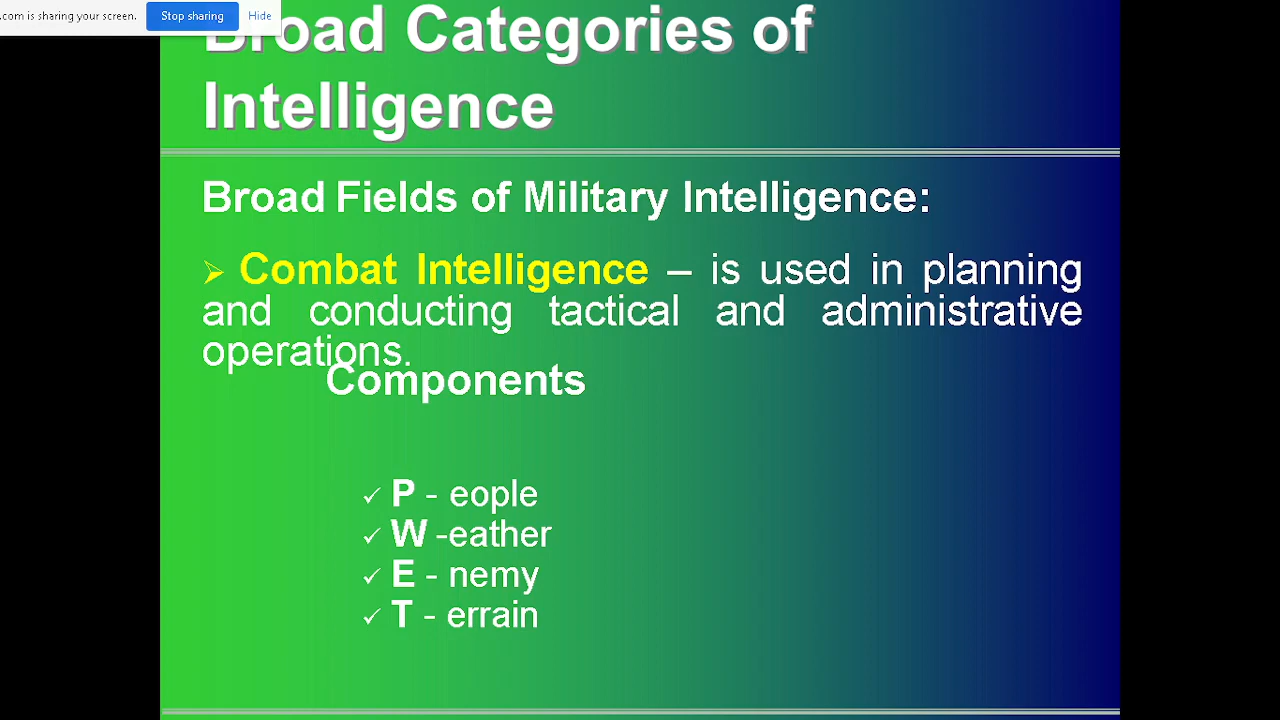 .com is sharing your screen. Stop sharing Hide
Broad Categories of
Intelligence
Broad Fields of Military Intelligence:
➢ Combat Intelligence – is used in planning
and conducting tactical and administrative
operations.
Components
✓ P - eople
✓ W -eather
✓ E - nemy
✓ T - errain